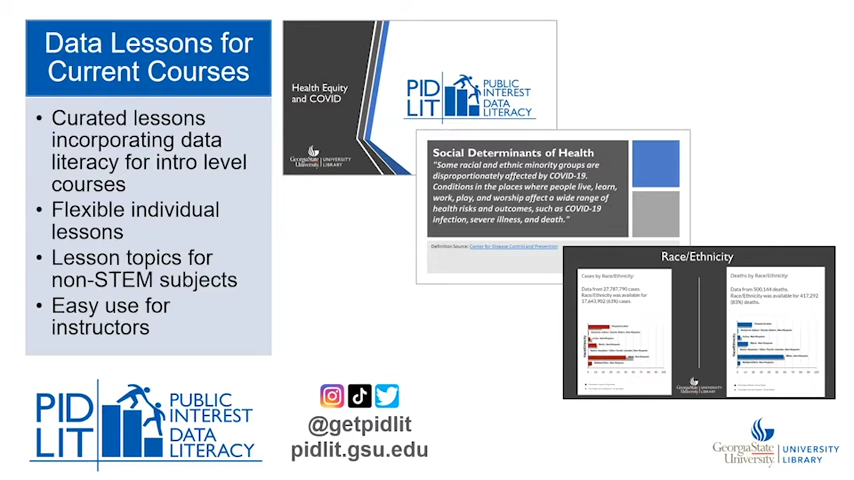 Data Lessons for
Current Courses
• Curated lessons
incorporating data
literacy for intro level
courses
• Flexible individual
lessons
• Lesson topics for
non-STEM subjects
• Easy use for
instructors
Health Equity
and COVID
PID
LIT
PUBLIC
INTEREST
DATA
LITERACY
GeorgiaState
University
UNIVERSITY
LIBRARY
Social Determinants of Health
"Some racial and ethnic minority groups are
disproportionately affected by COVID-19.
Conditions in the places where people live, learn,
work, play, and worship affect a wide range of
health risks and outcomes, such as COVID-19
infection, severe illness, and death."
Definition Source: Center for Disease Control and Prevention
Race/Ethnicity
Cases by Race/Ethnicity:
Data from 27,787,790 cases.
Race/Ethnicity was available for
17,643,902 (63%) cases.
Deaths by Race/Ethnicity:
Data from 500,144 deaths.
Race/Ethnicity was available for 417,292
(83%) deaths.
GeorgiaState
University
UNIVERSITY
LIBRARY
PID
LIT
PUBLIC
INTEREST
DATA
LITERACY
@getpidlit
pidlit.gsu.edu
GeorgiaState
University
UNIVERSITY
LIBRARY